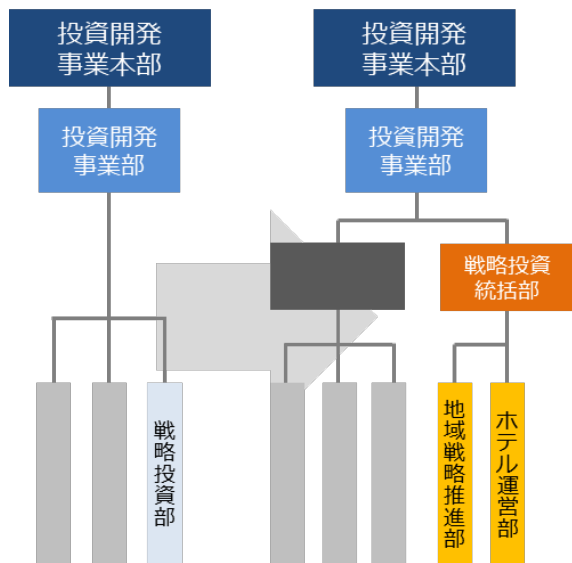 投資開発
事業本部
投資開発
事業部
戦略投資部
投資開発
事業本部
投資開発
事業部
戦略投資
統括部
地域戦略推進部
ホテル運営部